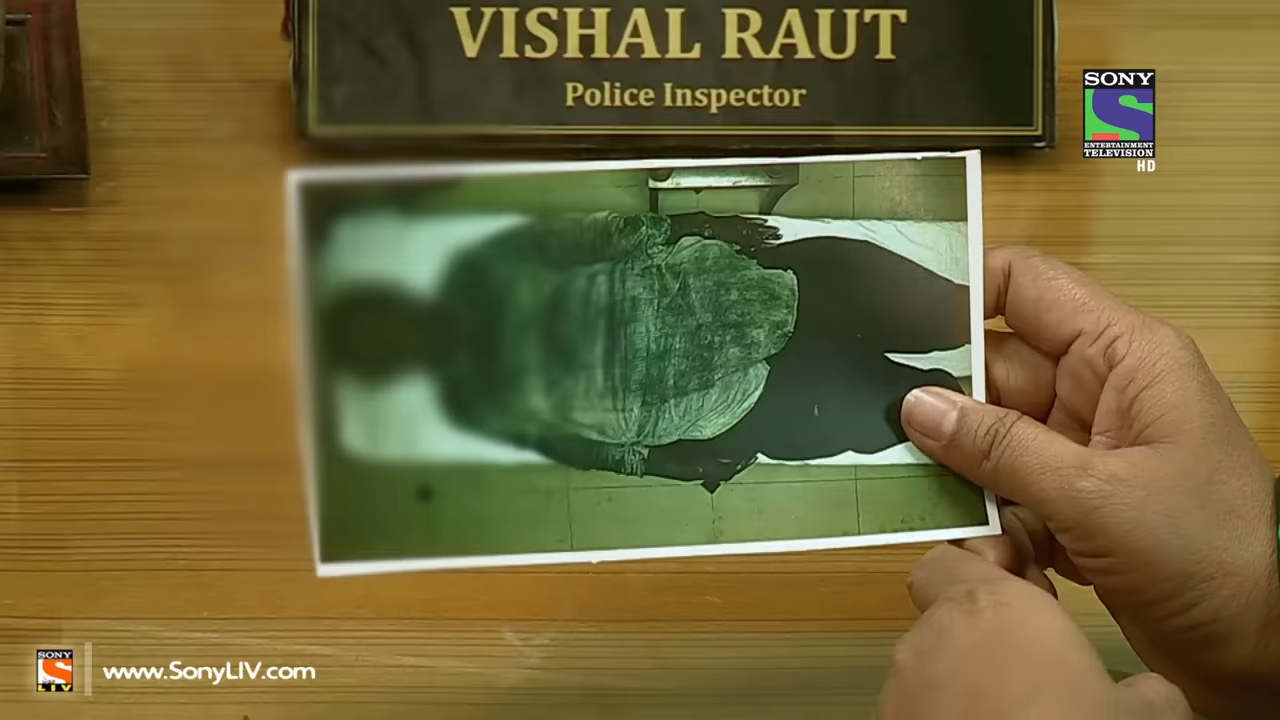 VISHAL RAUT
Police Inspector
SONY
ENTERTAINMENT
TELEVISION
HD
SONY
LIV
www.SonyLIV.com